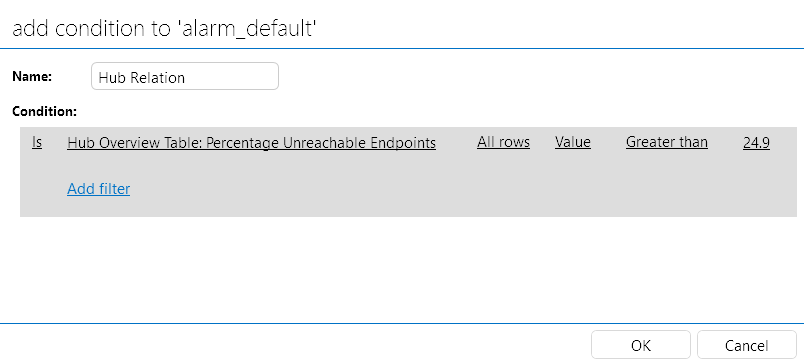 add condition to 'alarm_default'
Name: Hub Relation
Condition:
Is Hub Overview Table: Percentage Unreachable Endpoints All rows Value Greater than 24.9
Add filter
OK Cancel